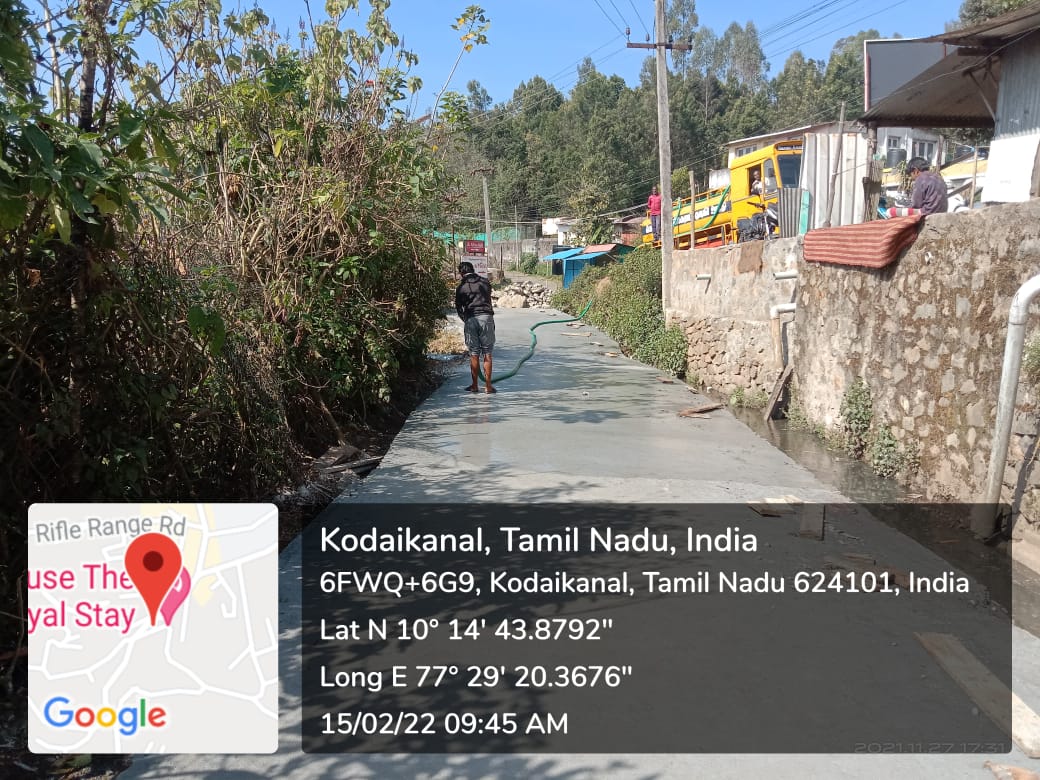 Rifle Range Rd
use The
yal Stay
Google
Kodaikanal, Tamil Nadu, India
6FWQ+6G9, Kodaikanal, Tamil Nadu 624101, India
Lat N 10° 14' 43.8792"
Long E 77° 29' 20.3676"
15/02/22 09:45 AM
2021.11.27 17:31